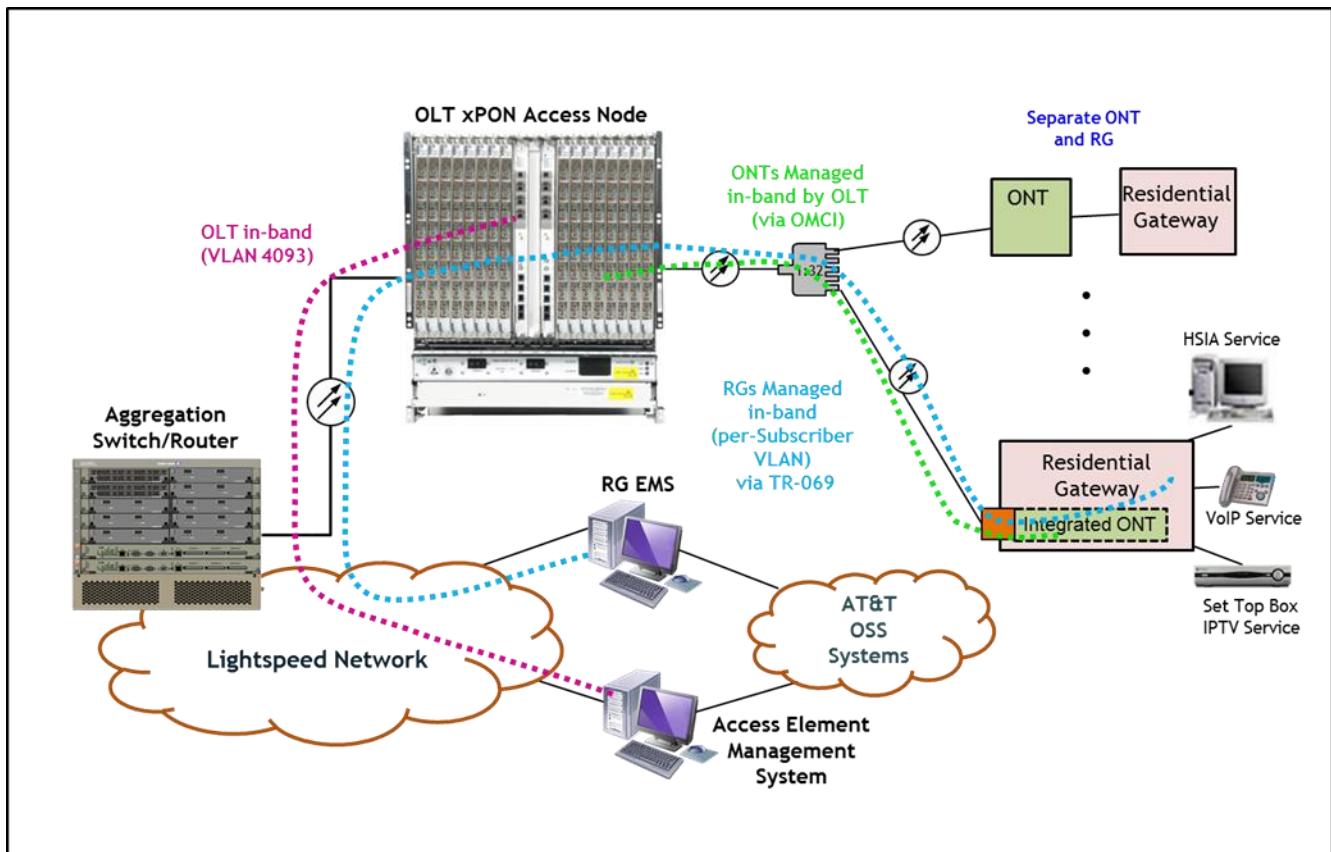 OLT xPON Access Node
Separate ONT
and RG
ONTs Managed
in-band by OLT
(via OMCI)
ONT
Residential
Gateway
OLT in-band
(VLAN 4093)
1:32
HSIA Service
RGs Managed
in-band
(per-Subscriber
VLAN)
via TR-069
Aggregation
Switch/Router
Residential
Gateway
Integrated ONT
VoIP Service
RG EMS
Set Top Box
IPTV Service
AT&T
OSS
Systems
Lightspeed Network
Access Element
Management
System